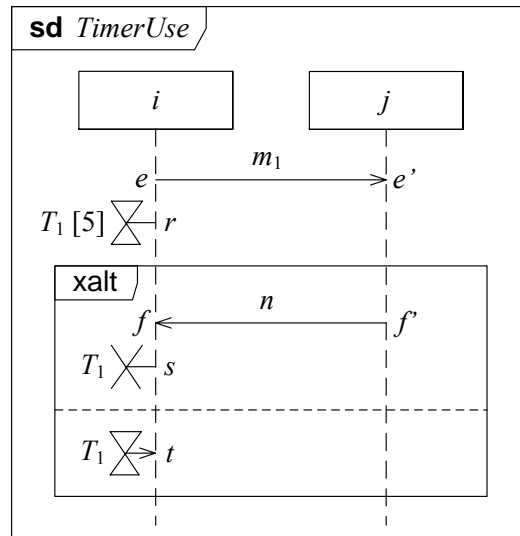 sd TimerUse
i j
m1
e e’
T1 [5] r
xalt
n
f f’
T1 s
T1 t